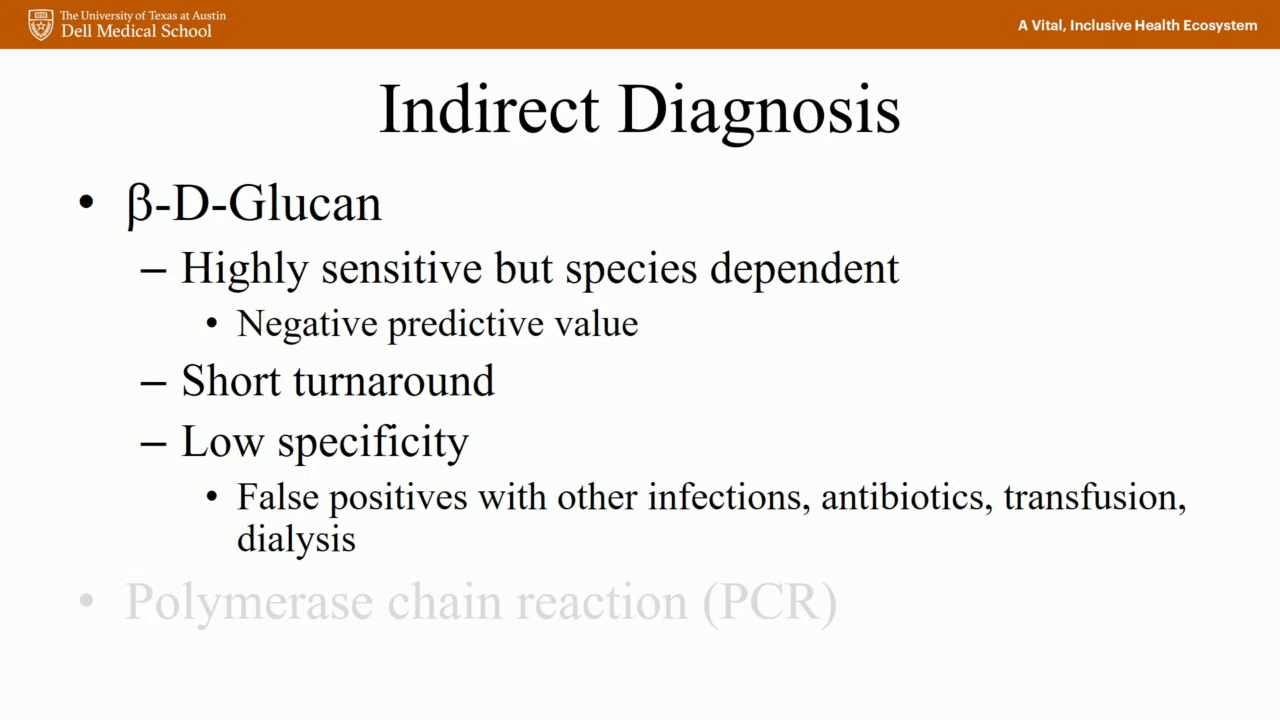 The University of Texas at Austin
Dell Medical School
A Vital, Inclusive Health Ecosystem
Indirect Diagnosis
• β-D-Glucan
– Highly sensitive but species dependent
• Negative predictive value
– Short turnaround
– Low specificity
• False positives with other infections, antibiotics, transfusion,
dialysis
• Polymerase chain reaction (PCR)